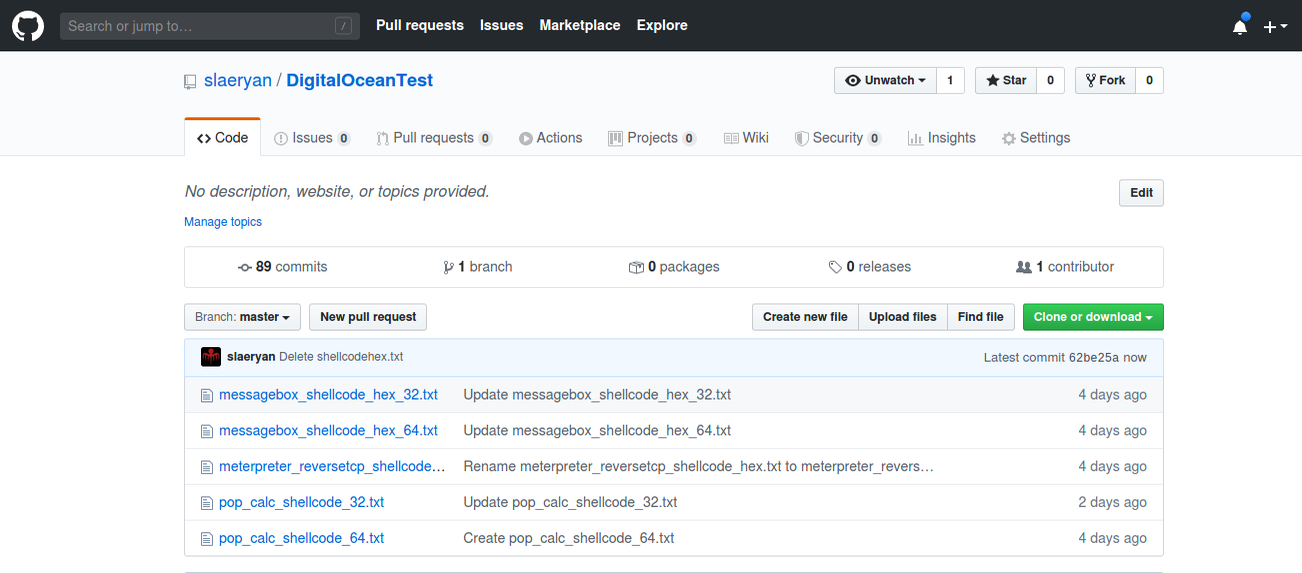 Search or jump to… / Pull requests Issues Marketplace Explore
slaeryan / DigitalOceanTest Unwatch 1 Star 0 Fork 0
Code Issues 0 Pull requests 0 Actions Projects 0 Wiki Security 0 Insights Settings
No description, website, or topics provided. Edit
Manage topics
89 commits 1 branch 0 packages 0 releases 1 contributor
Branch: master New pull request Create new file Upload files Find file Clone or download
slaeryan Delete shellcodehex.txt Latest commit 62be25a now
messagebox_shellcode_hex_32.txt Update messagebox_shellcode_hex_32.txt 4 days ago
messagebox_shellcode_hex_64.txt Update messagebox_shellcode_hex_64.txt 4 days ago
meterpreter_reversetcp_shellcode… Rename meterpreter_reversetcp_shellcode_hex.txt to meterpreter_revers… 4 days ago
pop_calc_shellcode_32.txt Update pop_calc_shellcode_32.txt 2 days ago
pop_calc_shellcode_64.txt Create pop_calc_shellcode_64.txt 4 days ago